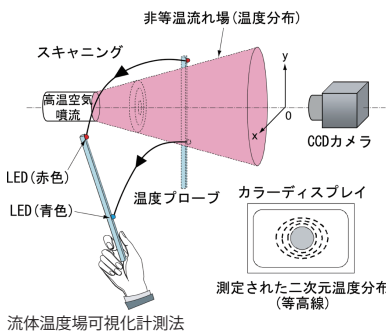 非等温流れ場(温度分布)
スキャニング
y
高温空気
噴流
0
x
CCDカメラ
LED(赤色)
温度プローブ
カラーディスプレイ
LED(青色)
測定された二次元温度分布
(等高線)
流体温度場可視化計測法